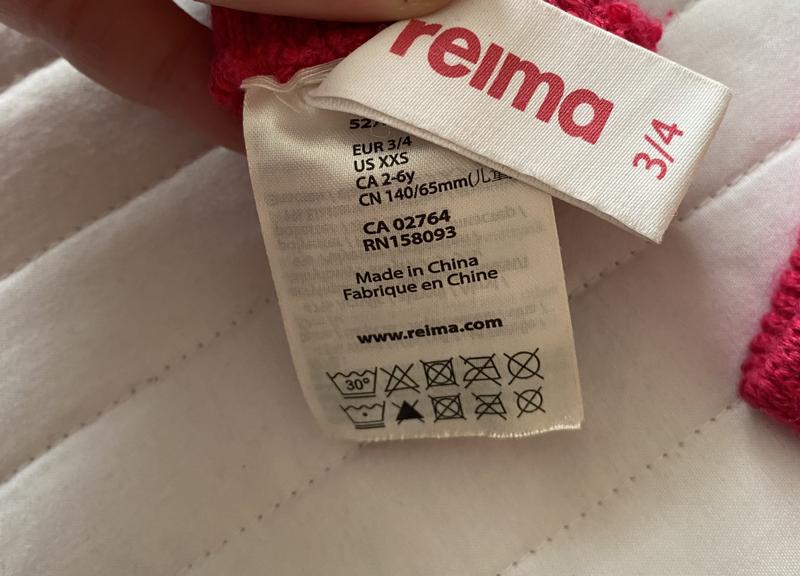 reima
3/4
EUR 3/4
US XXS
CA 2-6y
CN 140/65mm(儿
CA 02764
RN158093
Made in China
Fabrique en Chine
www.reima.com
30°